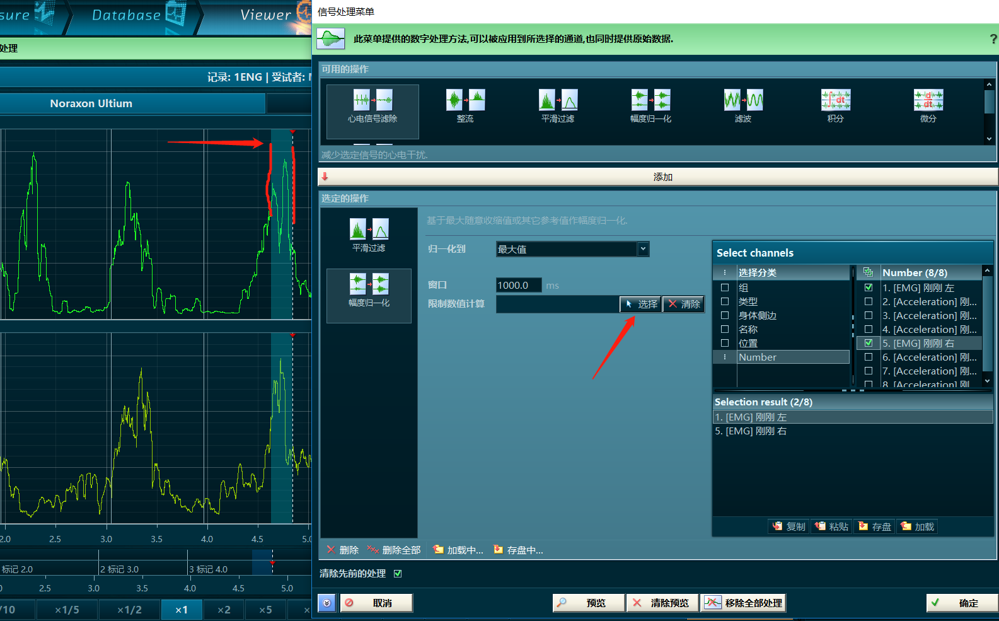 sure
Database
Viewer
信号处理菜单
处理
此菜单提供的数字处理方法,可以被应用到所选择的通道,也同时提供原始数据.
?
记录: 1ENG | 受试者:
Noraxon Ultium
可用的操作
心电信号滤除
整流
平滑过滤
幅度归一化
滤波
积分
微分
减少选定信号的心电干扰.
添加
选定的操作
平滑过滤
幅度归一化
基于最大随意收缩值或其它参考值作幅度归一化.
归一化到
最大值
窗口
1000.0
ms
限制数值计算
选择
清除
Select channels
选择分类
Number (8/8)
组
1. [EMG] 刚刚 左
类型
2. [Acceleration] 刚...
身体侧边
3. [Acceleration] 刚...
名称
4. [Acceleration] 刚...
位置
5. [EMG] 刚刚 右
Number
6. [Acceleration] 刚...
7. [Acceleration] 刚...
8. [Acceleration] 刚
Selection result (2/8)
1. [EMG] 刚刚 左
5. [EMG] 刚刚 右
复制
粘贴
存盘
加载
2.0 2.5 3.0 3.5 4.0 4.5 5.0
标记 2.0
2 标记 3.0
3 标记 4.0
2.5 3.0 3.5 4.0 4.5 5.0
/10 ×1/5 ×1/2 ×1 ×2 ×5 ×
删除
删除全部
加载中...
存盘中...
清除先前的处理
取消
预览
清除预览
移除全部处理
确定